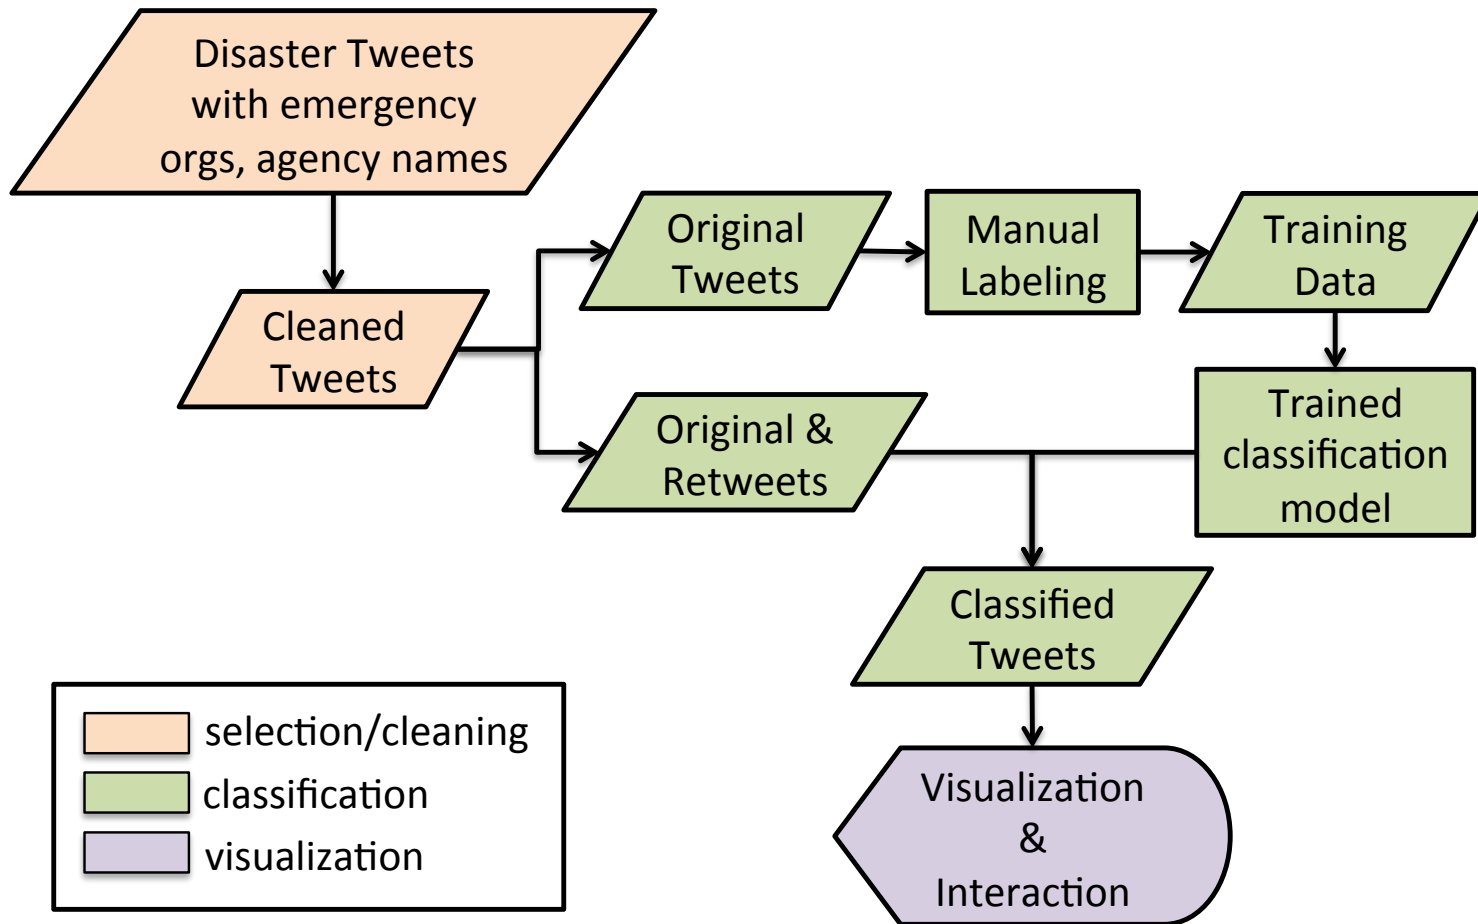 Disaster Tweets
with emergency
orgs, agency names
Original
Tweets
Manual
Labeling
Training
Data
Cleaned
Tweets
Original &
Retweets
Trained
classification
model
Classified
Tweets
selection/cleaning
classification
visualization
Visualization
&
Interaction